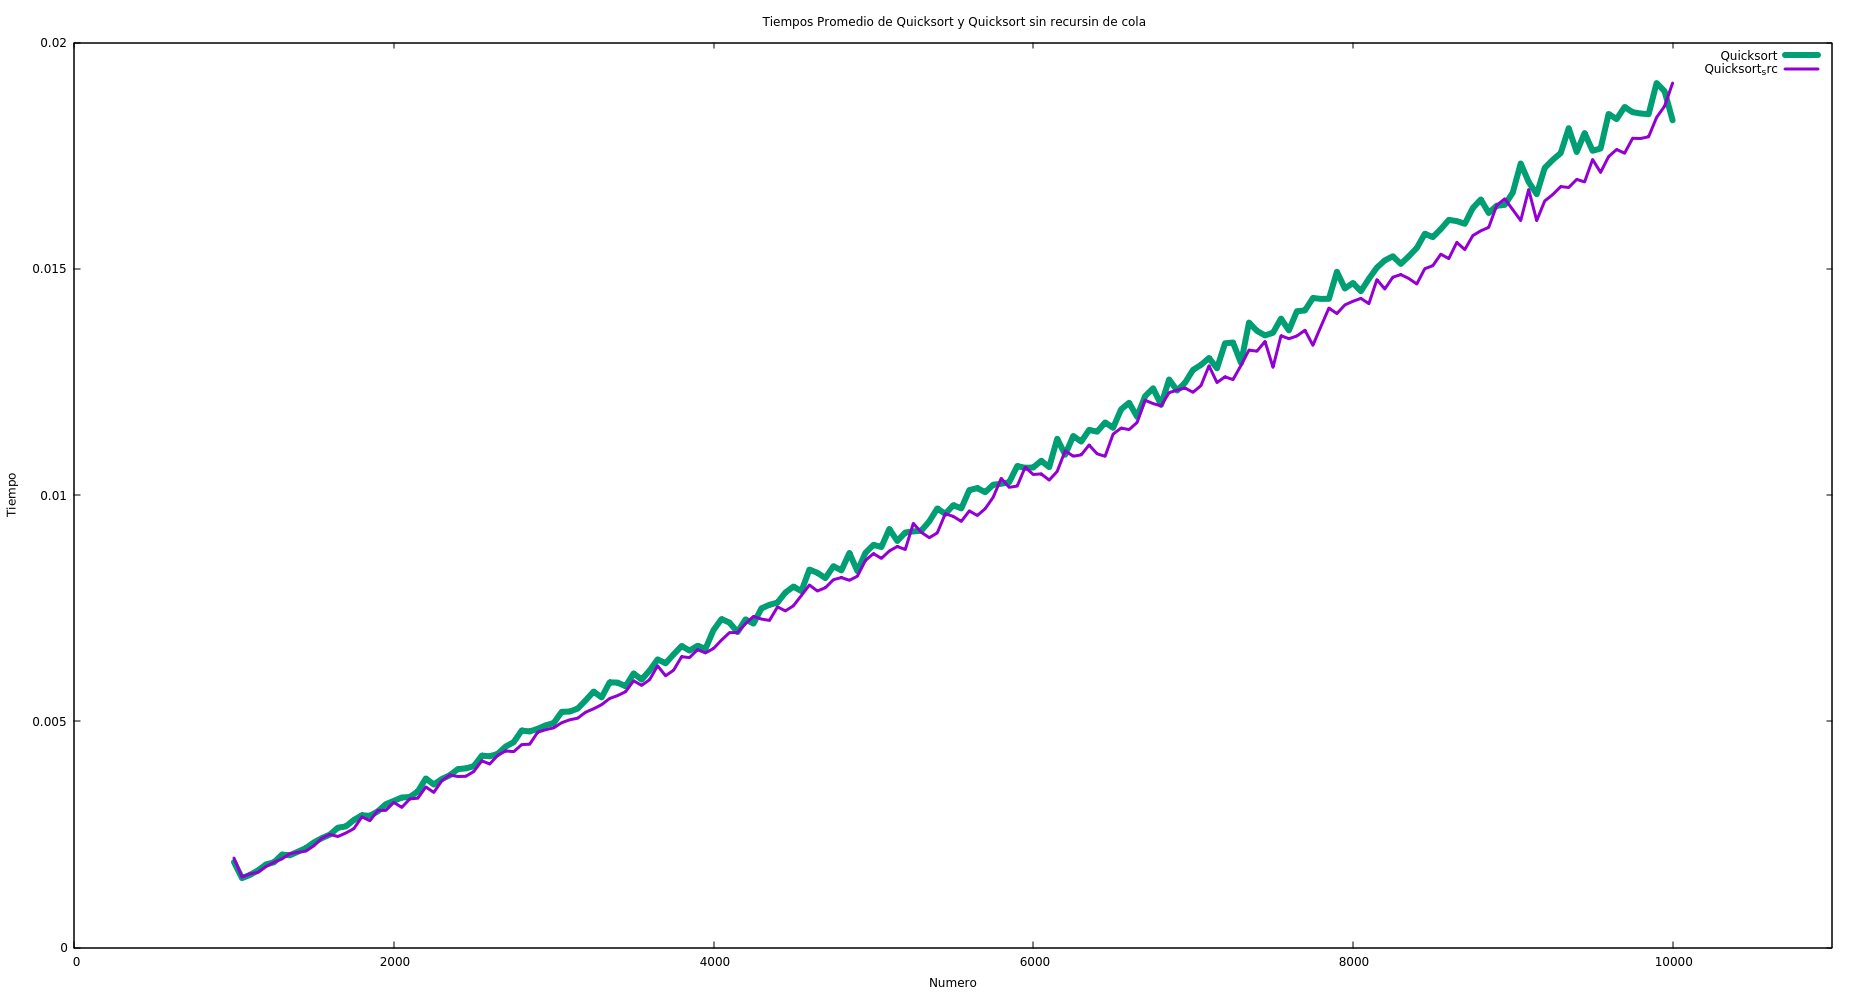 Tiempos Promedio de Quicksort y Quicksort sin recursin de cola
0.02
Quicksort
Quicksortsrc
0.015
0.01
Tiempo
0.005
0
0 2000 4000 6000 8000 10000
Numero